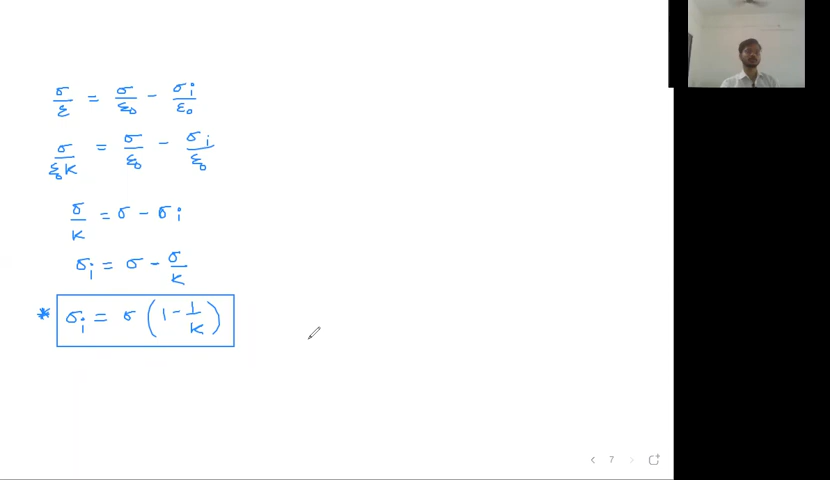 σ/ε = σ/ε₀ − σi/ε₀
σ/ε₀K = σ/ε₀ − σi/ε₀
σ/K = σ − σi
σi = σ − σ/K
* σi = σ (1 − 1/K)
< 7 >